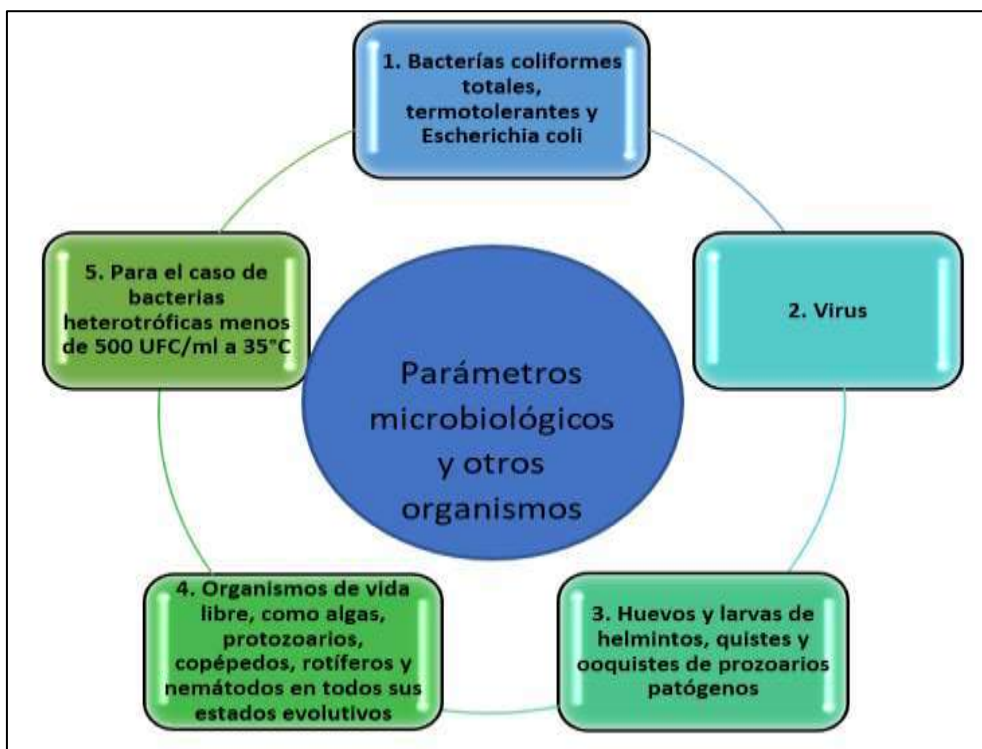 1. Bacterías coliformes
totales,
termotolerantes y
Escherichia coli
2. Virus
3. Huevos y larvas de
helmintos, quistes y
ooquistes de prozoarios
patógenos
4. Organismos de vida
libre, como algas,
protozoarios,
copépedos, rotíferos y
nemátodos en todos sus
estados evolutivos
5. Para el caso de
bacterias
heterotróficas menos
de 500 UFC/ml a 35°C
Parámetros
microbiológicos
y otros
organismos